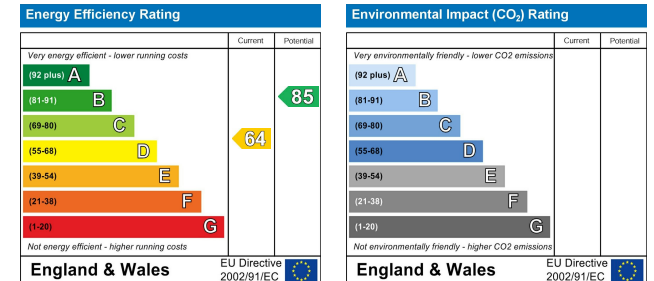 Energy Efficiency Rating
Current Potential
Very energy efficient - lower running costs
(92 plus) A
(81-91) B
85
(69-80) C
64
(55-68) D
(39-54) E
(21-38) F
(1-20) G
Not energy efficient - higher running costs
England & Wales
EU Directive
2002/91/EC
Environmental Impact (CO₂) Rating
Current Potential
Very environmentally friendly - lower CO2 emissions
(92 plus) A
(81-91) B
(69-80) C
(55-68) D
(39-54) E
(21-38) F
(1-20) G
Not environmentally friendly - higher CO2 emissions
England & Wales
EU Directive
2002/91/EC